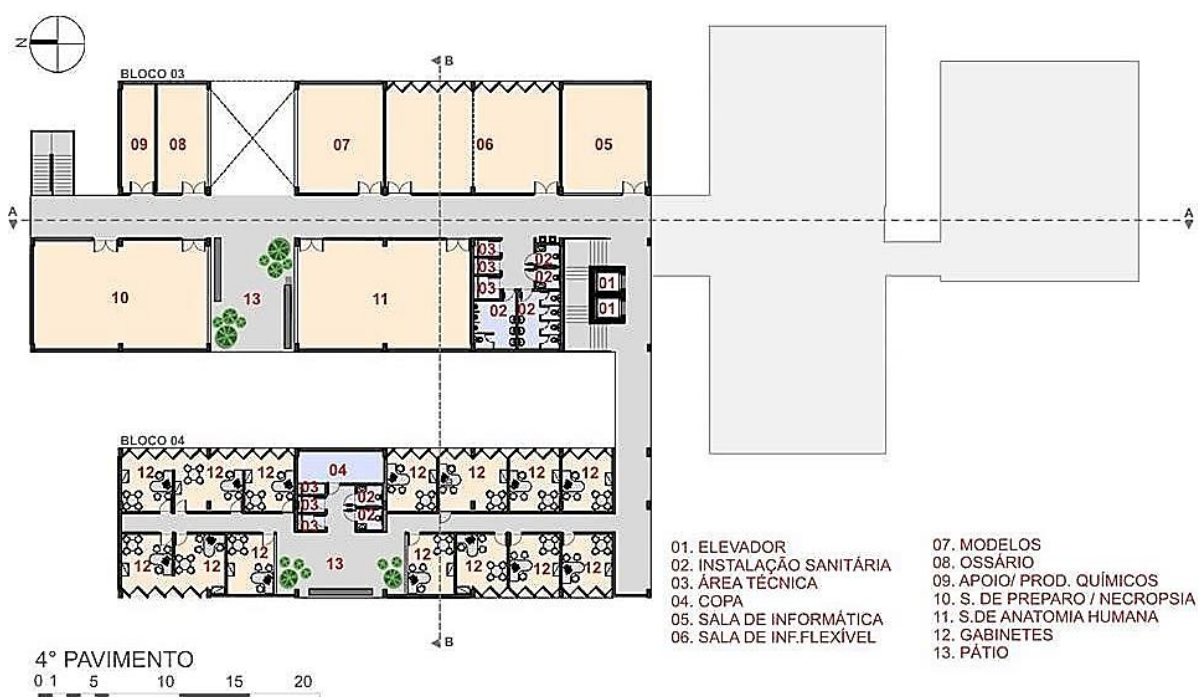 N
BLOCO 03
B
09
08
07
06
05
A
A
10
13
11
03
03
03
02
02
02
02
01
01
BLOCO 04
12
12
12
04
12
12
12
12
03
03
03
02
02
12
12
12
13
12
12
12
12
B
01. ELEVADOR
02. INSTALAÇÃO SANITÁRIA
03. ÁREA TÉCNICA
04. COPA
05. SALA DE INFORMÁTICA
06. SALA DE INF.FLEXÍVEL
07. MODELOS
08. OSSÁRIO
09. APOIO/ PROD. QUÍMICOS
10. S. DE PREPARO / NECROPSIA
11. S.DE ANATOMIA HUMANA
12. GABINETES
13. PÁTIO
4° PAVIMENTO
0 1 5 10 15 20